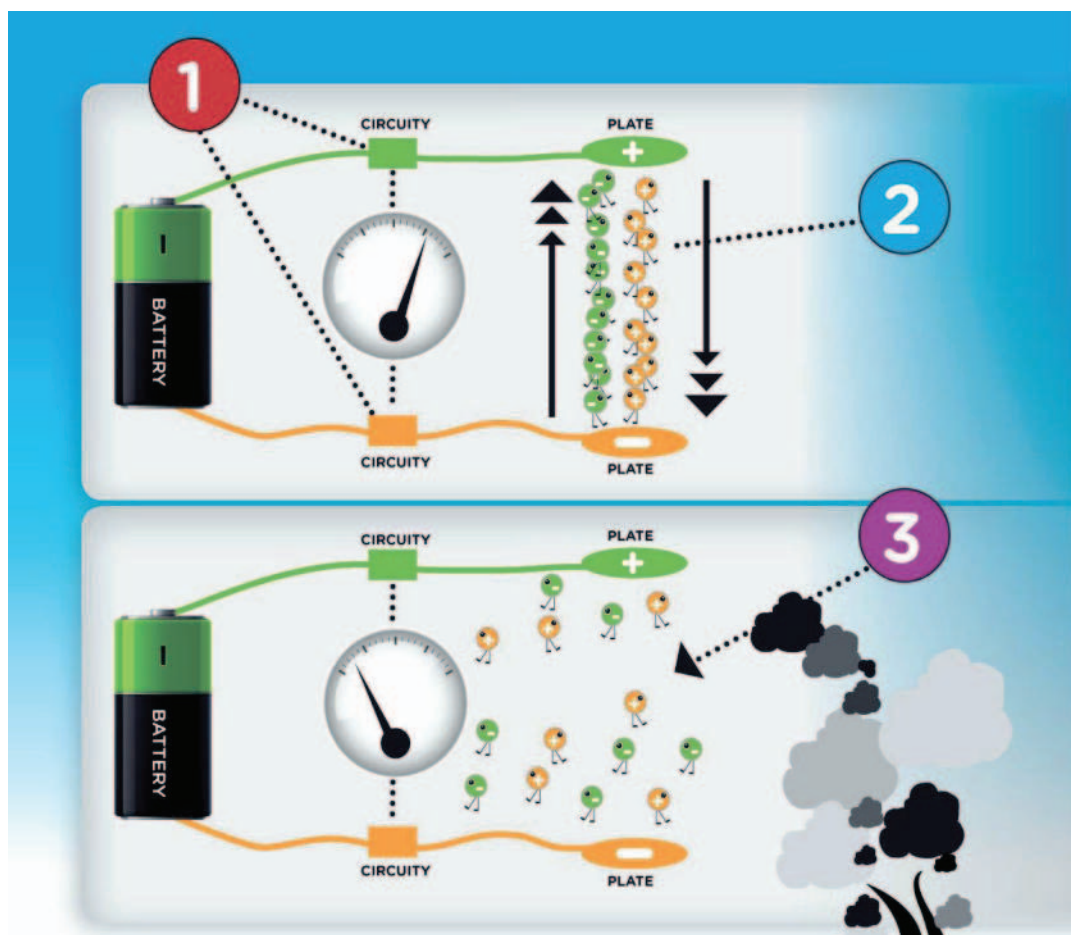 1
CIRCUITY
PLATE
+
2
I
BATTERY
-
CIRCUITY
PLATE
3
CIRCUITY
PLATE
+
I
BATTERY
-
CIRCUITY
PLATE